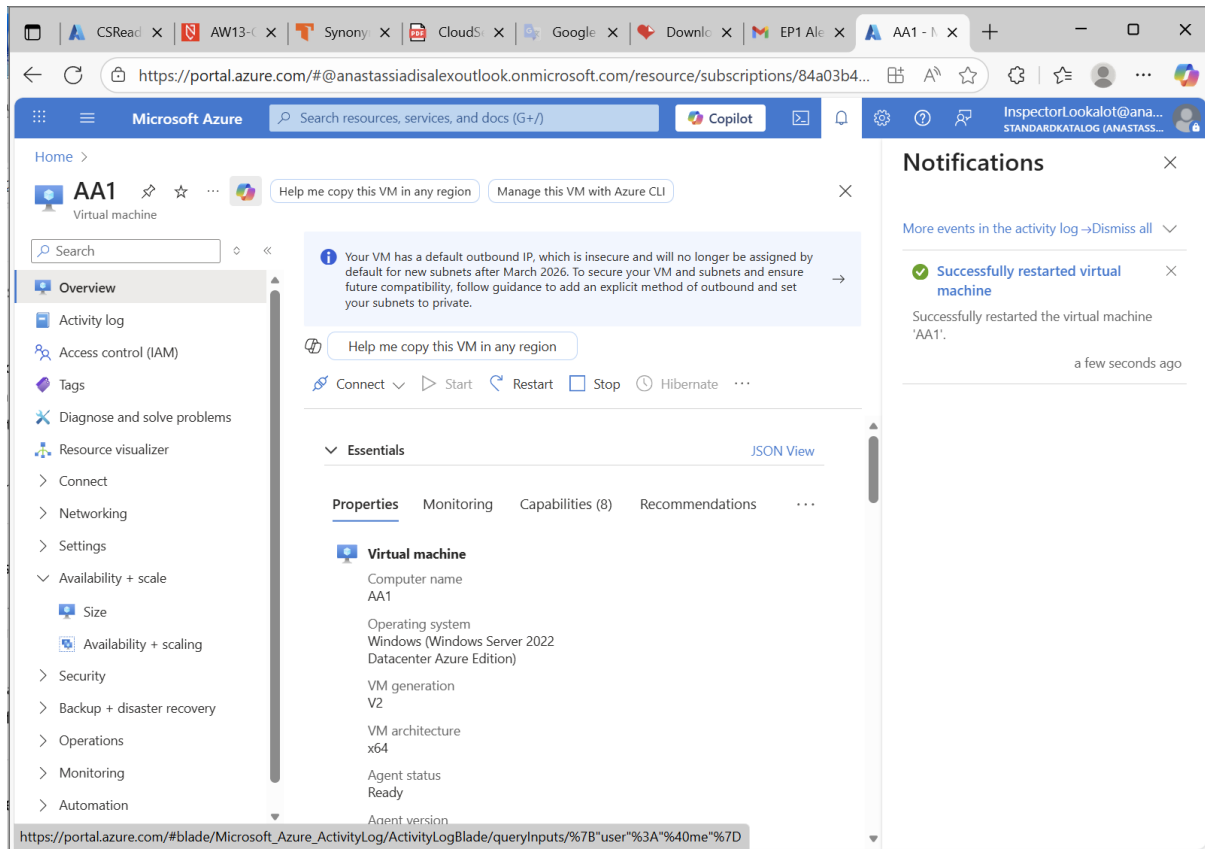 CSRead
AW13-
Synony
CloudS
Google
Downlo
EP1 Ale
AA1 - M
https://portal.azure.com/#@anastassiadisalexoutlook.onmicrosoft.com/resource/subscriptions/84a03b4...
Microsoft Azure
Search resources, services, and docs (G+/)
Copilot
InspectorLookalot@ana...
STANDARDKATALOG (ANASTASS...
Home >
AA1
Virtual machine
Help me copy this VM in any region
Manage this VM with Azure CLI
Search
Overview
Activity log
Access control (IAM)
Tags
Diagnose and solve problems
Resource visualizer
Connect
Networking
Settings
Availability + scale
Size
Availability + scaling
Security
Backup + disaster recovery
Operations
Monitoring
Automation
Your VM has a default outbound IP, which is insecure and will no longer be assigned by
default for new subnets after March 2026. To secure your VM and subnets and ensure
future compatibility, follow guidance to add an explicit method of outbound and set
your subnets to private.
Help me copy this VM in any region
Connect
Start
Restart
Stop
Hibernate
Essentials
JSON View
Properties
Monitoring
Capabilities (8)
Recommendations
Virtual machine
Computer name
AA1
Operating system
Windows (Windows Server 2022
Datacenter Azure Edition)
VM generation
V2
VM architecture
x64
Agent status
Ready
Agent version
Notifications
More events in the activity log →
Dismiss all
Successfully restarted virtual
machine
Successfully restarted the virtual machine
'AA1'.
a few seconds ago
https://portal.azure.com/#blade/Microsoft_Azure_ActivityLog/ActivityLogBlade/queryInputs/%7B"user"%3A"%40me"%7D